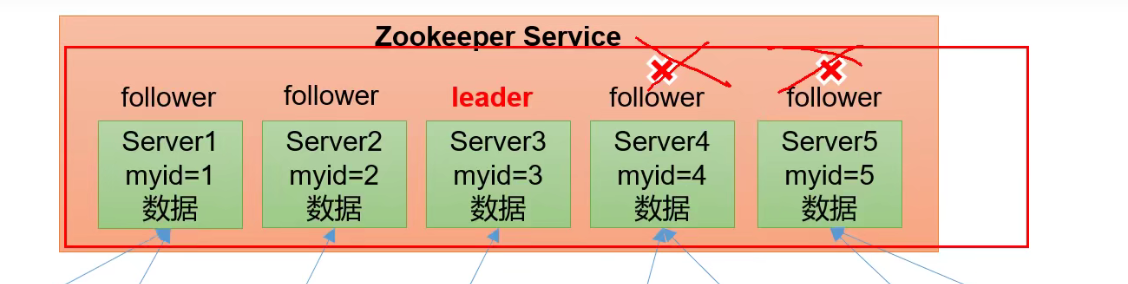 Zookeeper Service
follower follower leader follower follower
Server1 Server2 Server3 Server4 Server5
myid=1 myid=2 myid=3 myid=4 myid=5
数据 数据 数据 数据 数据